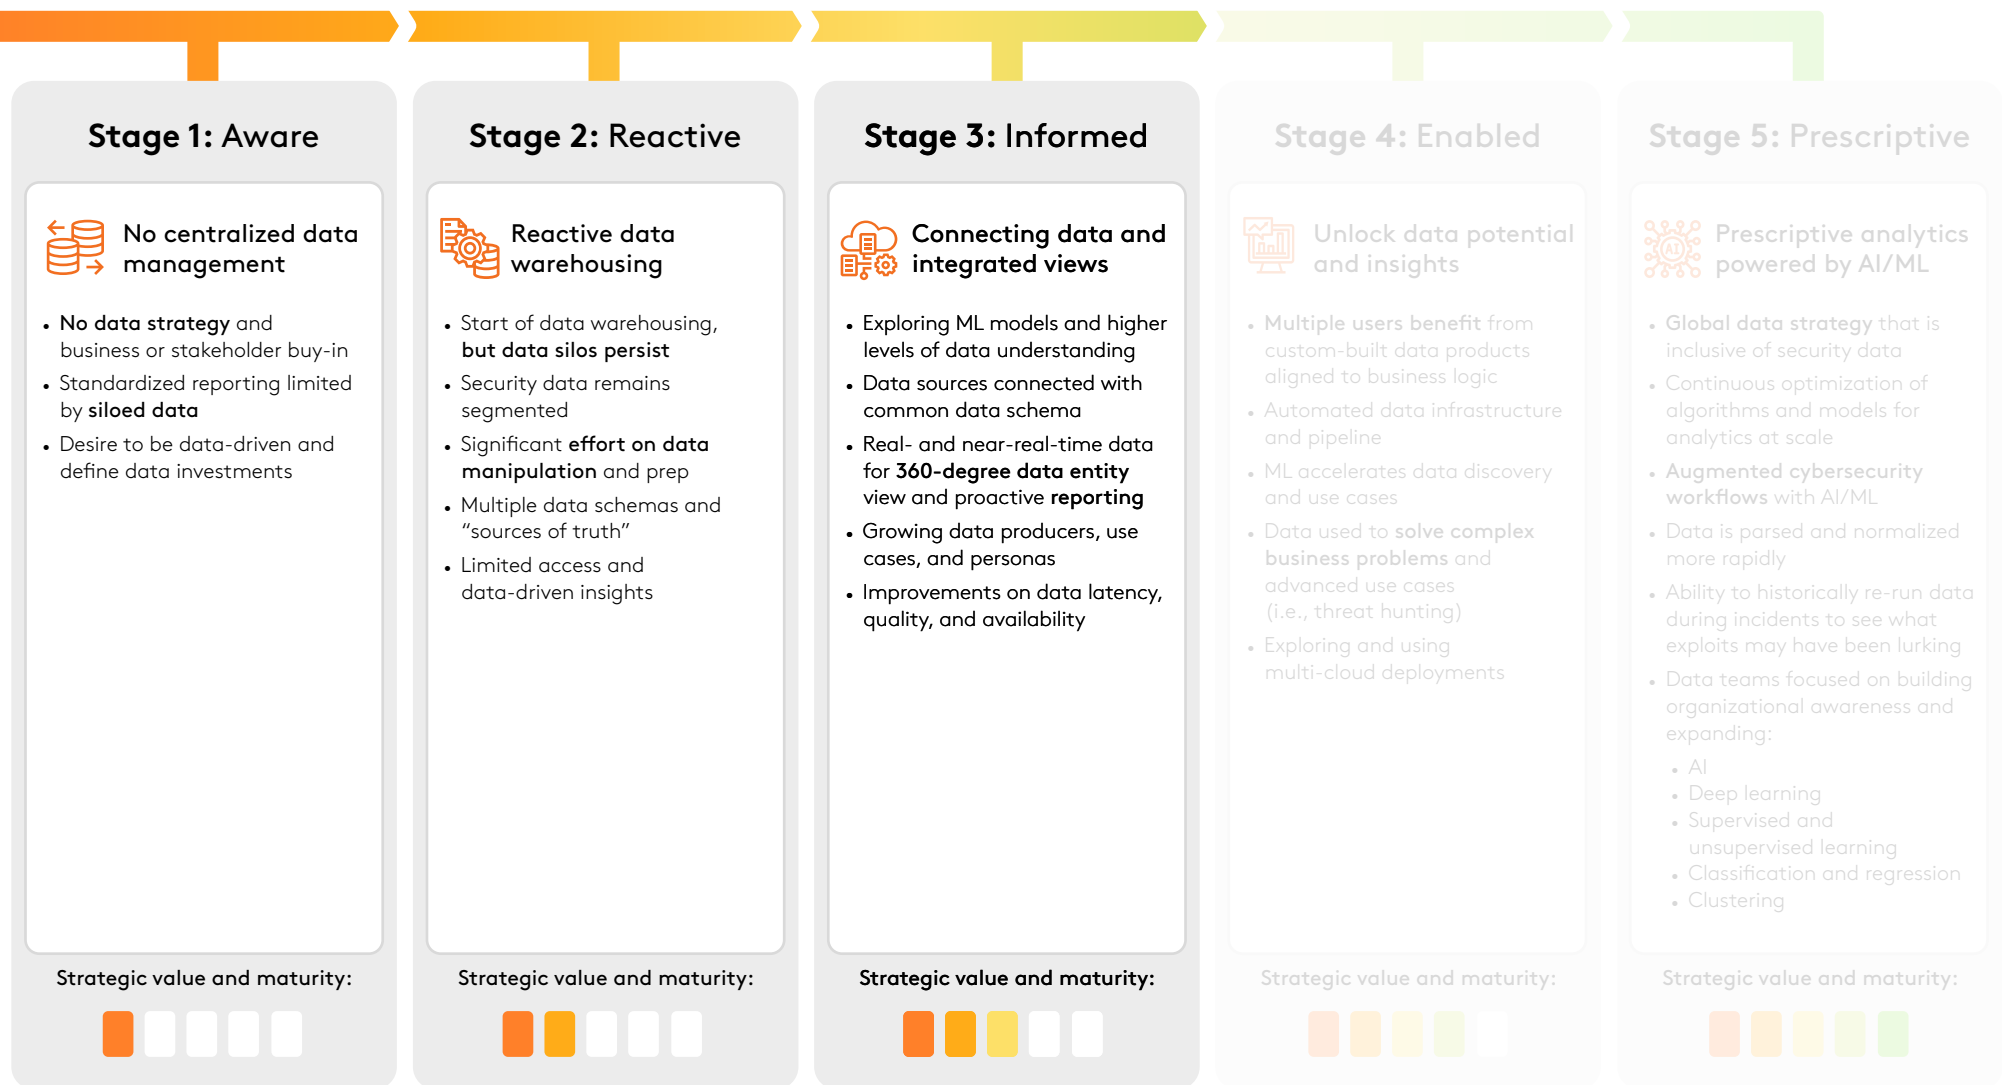 Stage 1: Aware
No centralized data
management
No data strategy and
business or stakeholder buy-in
Standardized reporting limited
by siloed data
Desire to be data-driven and
define data investments
Strategic value and maturity:
Stage 2: Reactive
Reactive data
warehousing
Start of data warehousing,
but data silos persist
Security data remains
segmented
Significant effort on data
manipulation and prep
Multiple data schemas and
“sources of truth”
Limited access and
data-driven insights
Strategic value and maturity:
Stage 3: Informed
Connecting data and
integrated views
Exploring ML models and higher
levels of data understanding
Data sources connected with
common data schema
Real- and near-real-time data
for 360-degree data entity
view and proactive reporting
Growing data producers, use
cases, and personas
Improvements on data latency,
quality, and availability
Strategic value and maturity:
Stage 4: Enabled
Unlock data potential
and insights
Multiple users benefit from
custom-built data products
aligned to business logic
Automated data infrastructure
and pipeline
ML accelerates data discovery
and use cases
Data used to solve complex
business problems and
advanced use cases
(i.e., threat hunting)
Exploring and using
multi-cloud deployments
Strategic value and maturity:
Stage 5: Prescriptive
AI
Prescriptive analytics
powered by AI/ML
Global data strategy that is
inclusive of security data
Continuous optimization of
algorithms and models for
analytics at scale
Augmented cybersecurity
workflows with AI/ML
Data is parsed and normalized
more rapidly
Ability to historically re-run data
during incidents to see what
exploits may have been lurking
Data teams focused on building
organizational awareness and
expanding:
AI
Deep learning
Supervised and
unsupervised learning
Classification and regression
Clustering
Strategic value and maturity: